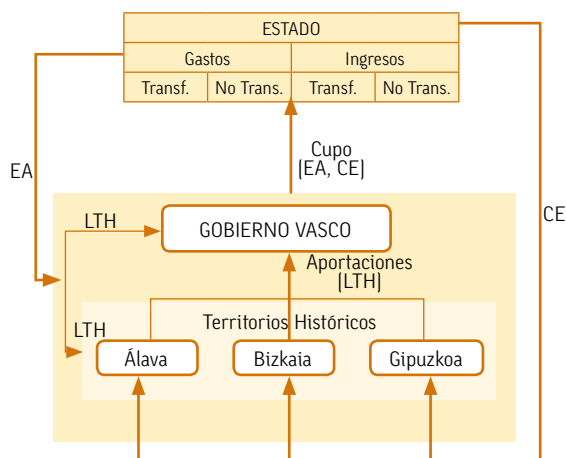 ESTADO
Gastos Ingresos
Transf. No Trans. Transf. No Trans.
Cupo
(EA, CE)
EA
CE
LTH
GOBIERNO VASCO
Aportaciones
(LTH)
LTH
Territorios Históricos
Álava Bizkaia Gipuzkoa